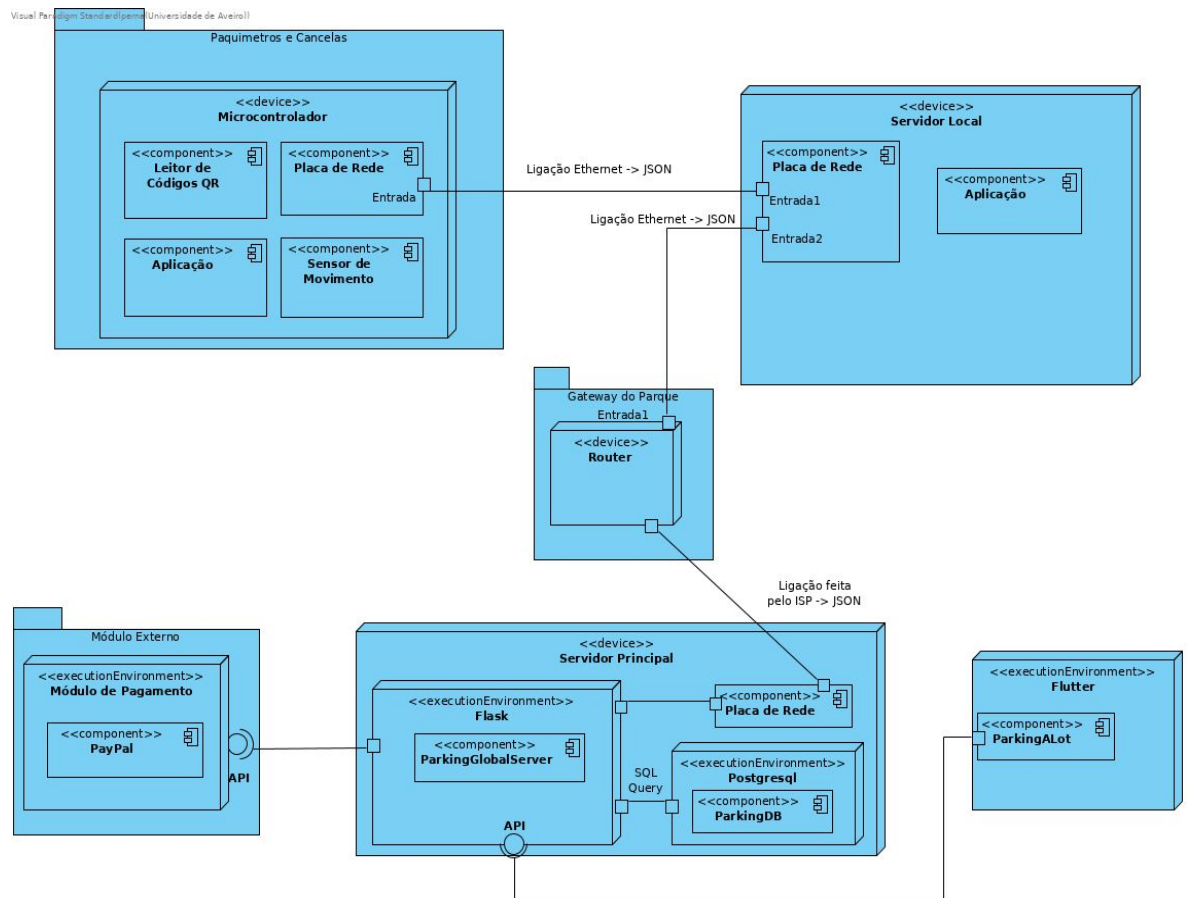 Visual Paradigm Standard(pernal(Universidade de Aveiro))
Paquimetros e Cancelas
<<device>>
Microcontrolador
<<component>>
Leitor de
Códigos QR
<<component>>
Placa de Rede
Entrada
<<component>>
Aplicação
<<component>>
Sensor de
Movimento
Ligação Ethernet -> JSON
Ligação Ethernet -> JSON
<<device>>
Servidor Local
<<component>>
Placa de Rede
Entrada1
Entrada2
<<component>>
Aplicação
Gateway do Parque
Entrada1
<<device>>
Router
Ligação feita
pelo ISP -> JSON
Módulo Externo
<<executionEnvironment>>
Módulo de Pagamento
<<component>>
PayPal
API
<<device>>
Servidor Principal
<<executionEnvironment>>
Flask
<<component>>
ParkingGlobalServer
API
<<component>>
Placa de Rede
SQL
Query
<<executionEnvironment>>
Postgresql
<<component>>
ParkingDB
<<executionEnvironment>>
Flutter
<<component>>
ParkingALot